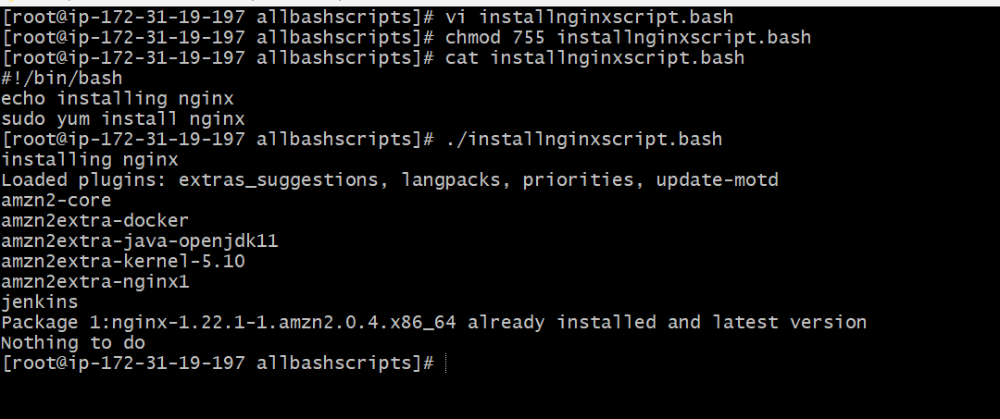 [root@ip-172-31-19-197 allbashscripts]# vi installnginxscript.bash
[root@ip-172-31-19-197 allbashscripts]# chmod 755 installnginxscript.bash
[root@ip-172-31-19-197 allbashscripts]# cat installnginxscript.bash
#!/bin/bash
echo installing nginx
sudo yum install nginx
[root@ip-172-31-19-197 allbashscripts]# ./installnginxscript.bash
installing nginx
Loaded plugins: extras_suggestions, langpacks, priorities, update-motd
amzn2-core
amzn2extra-docker
amzn2extra-java-openjdk11
amzn2extra-kernel-5.10
amzn2extra-nginx1
jenkins
Package 1:nginx-1.22.1-1.amzn2.0.4.x86_64 already installed and latest version
Nothing to do
[root@ip-172-31-19-197 allbashscripts]#